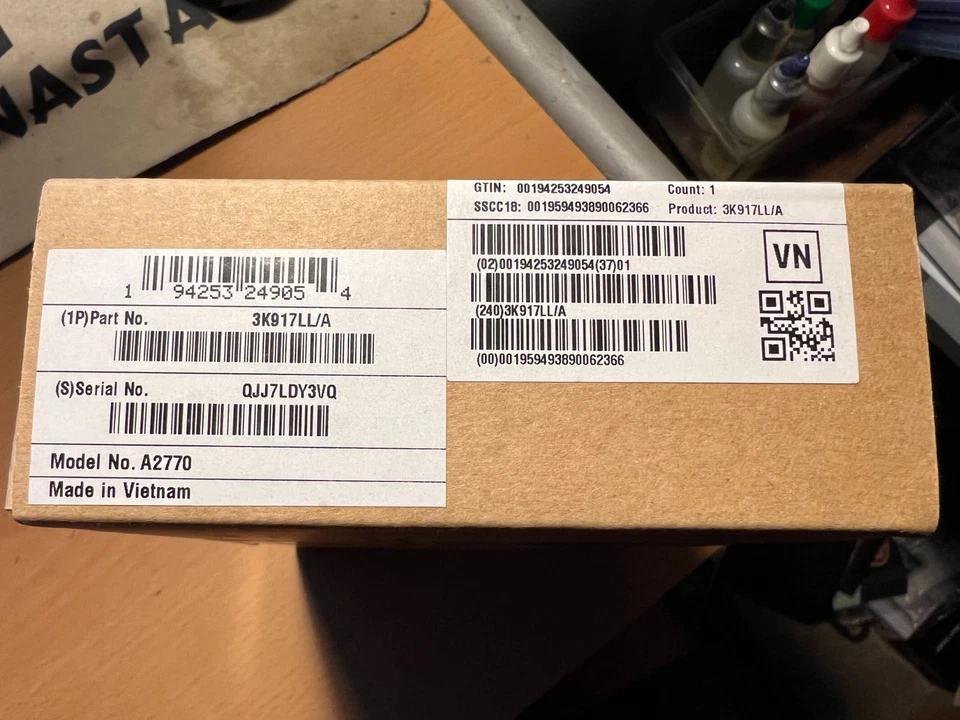 NASTA
1 94253 24905 4
(1P)Part No. 3K917LL/A
(S)Serial No. QJJ7LDY3VQ
Model No. A2770
Made in Vietnam
GTIN: 00194253249054 Count: 1
SSCC18: 001959493890062366 Product: 3K917LL/A
(02)00194253249054(37)01
(240)3K917LL/A
(00)001959493890062366
VN